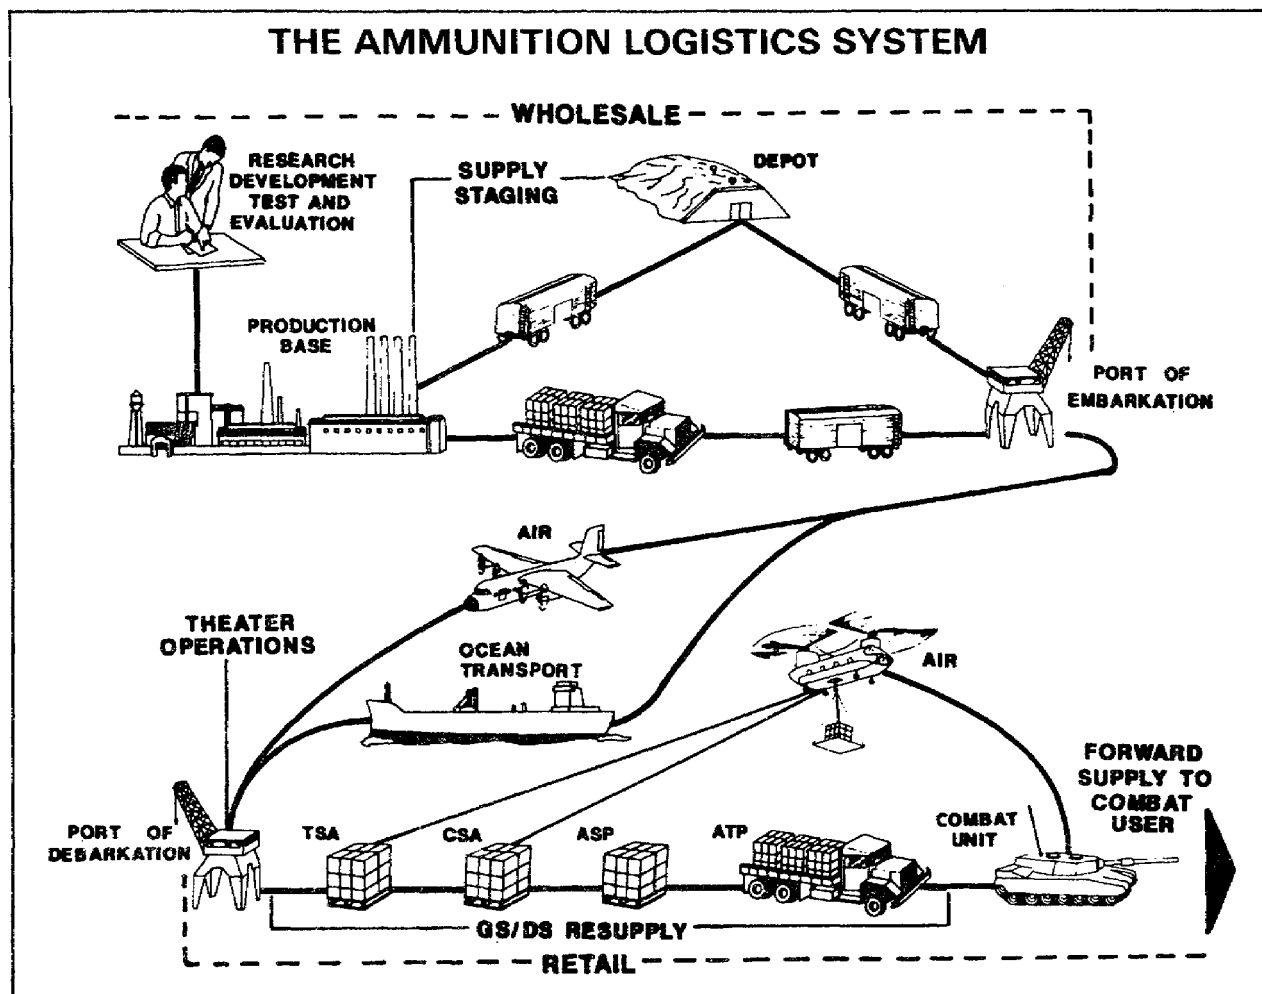 THE AMMUNITION LOGISTICS SYSTEM
WHOLESALE
RESEARCH
DEVELOPMENT
TEST AND
EVALUATION
SUPPLY
STAGING
DEPOT
PRODUCTION
BASE
PORT OF
EMBARKATION
AIR
THEATER
OPERATIONS
OCEAN
TRANSPORT
AIR
FORWARD
SUPPLY TO
COMBAT
USER
PORT OF
DEBARKATION
TSA
CSA
ASP
ATP
COMBAT
UNIT
GS/DS RESUPPLY
RETAIL